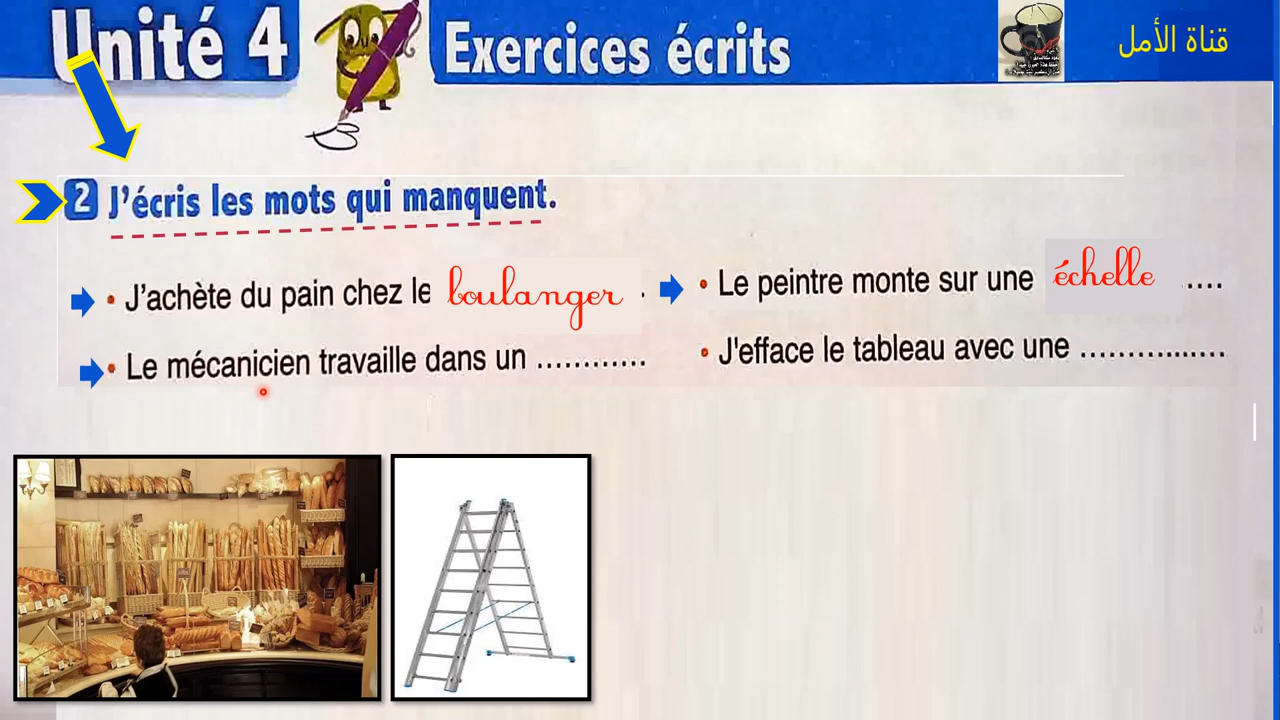 Unité 4
Exercices écrits
قناة الأمل
2 J'écris les mots qui manquent.
• J'achète du pain chez le boulanger .
• Le peintre monte sur une échelle ....
• Le mécanicien travaille dans un ............
• J'efface le tableau avec une ...................